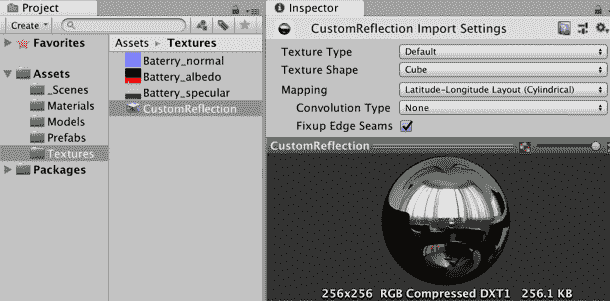 Project
Create
Favorites
Assets
_Scenes
Materials
Models
Prefabs
Textures
Packages
Assets Textures
Baterry_normal
Battery_albedo
Battery_specular
CustomReflection
Inspector
CustomReflection Import Settings
Texture Type Default
Texture Shape Cube
Mapping Latitude-Longitude Layout (Cylindrical)
Convolution Type None
Fixup Edge Seams
CustomReflection
256x256 RGB Compressed DXT1 256.1 KB